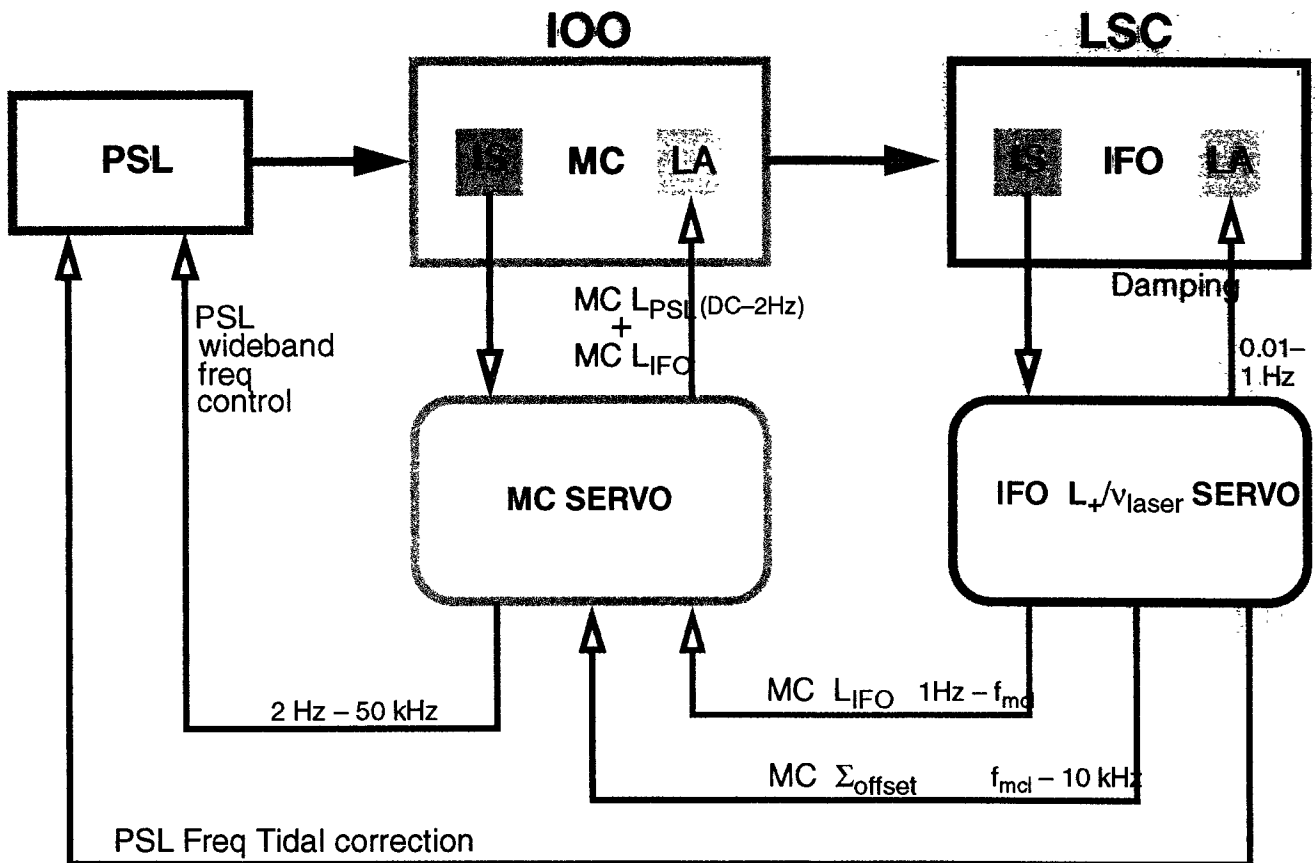 IOO
LSC
PSL
IS MC LA
IS IFO LA
Damping
MC L_PSL (DC–2Hz)
+
MC L_IFO
PSL
wideband
freq
control
0.01–
1 Hz
MC SERVO
IFO L₊/ν_laser SERVO
MC L_IFO 1Hz – f_mcl
2 Hz – 50 kHz
MC Σ_offset f_mcl – 10 kHz
PSL Freq Tidal correction